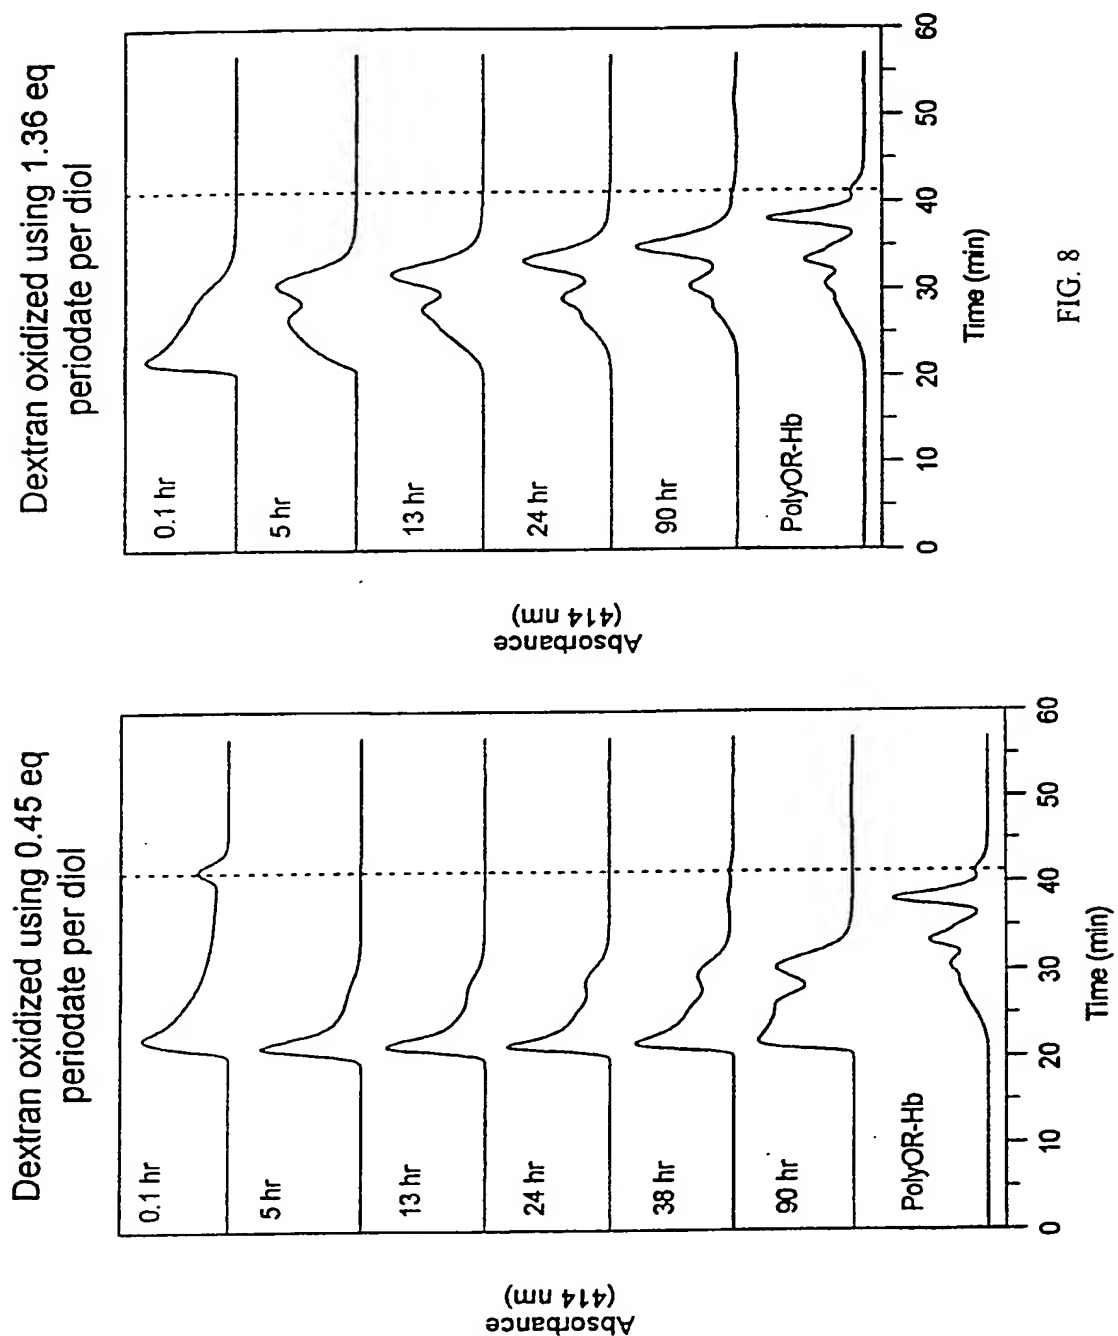 Dextran oxidized using 0.45 eq
periodate per diol
Absorbance
(414 nm)
0.1 hr
5 hr
13 hr
24 hr
38 hr
90 hr
PolyOR-Hb
0
10
20
30
40
50
60
Time (min)
Dextran oxidized using 1.36 eq
periodate per diol
Absorbance
(414 nm)
0.1 hr
5 hr
13 hr
24 hr
90 hr
PolyOR-Hb
0
10
20
30
40
50
60
Time (min)
FIG. 8